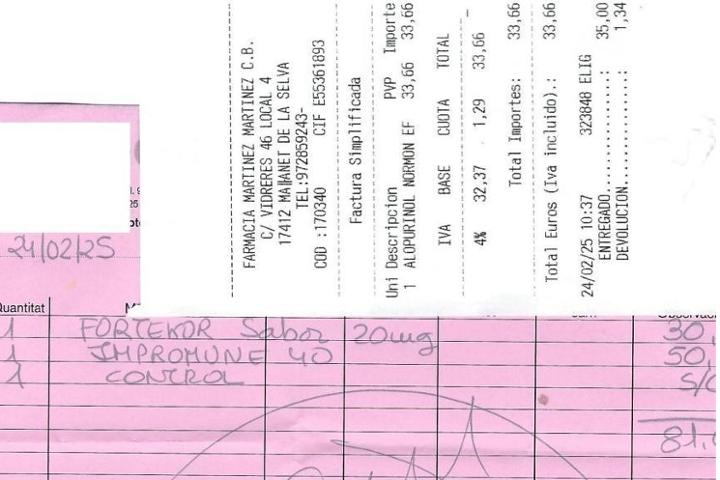 FARMACIA MARTINEZ MARTINEZ C.B.
C/ VIDRERES 46 LOCAL 4
17412 MAÇANET DE LA SELVA
TEL:972859243-
COD :170340 CIF E55361893
Factura Simplificada
Uni Descripcion PVP Importe
1 ALOPURINOL NORMON EF 33,66 33,66
IVA BASE CUOTA TOTAL
4% 32,37 1,29 33,66
Total Importes: 33,66
Total Euros (Iva incluido).: 33,66
24/02/25 10:37 323848 ELIG
ENTREGADO..............: 35,00
DEVOLUCION.............: 1,34
24/02/25
Quantitat
1 FORTEKOR Sabor 20mg 30,
1 IMPROMUNE 40 50,
1 CONTROL S/C
81,